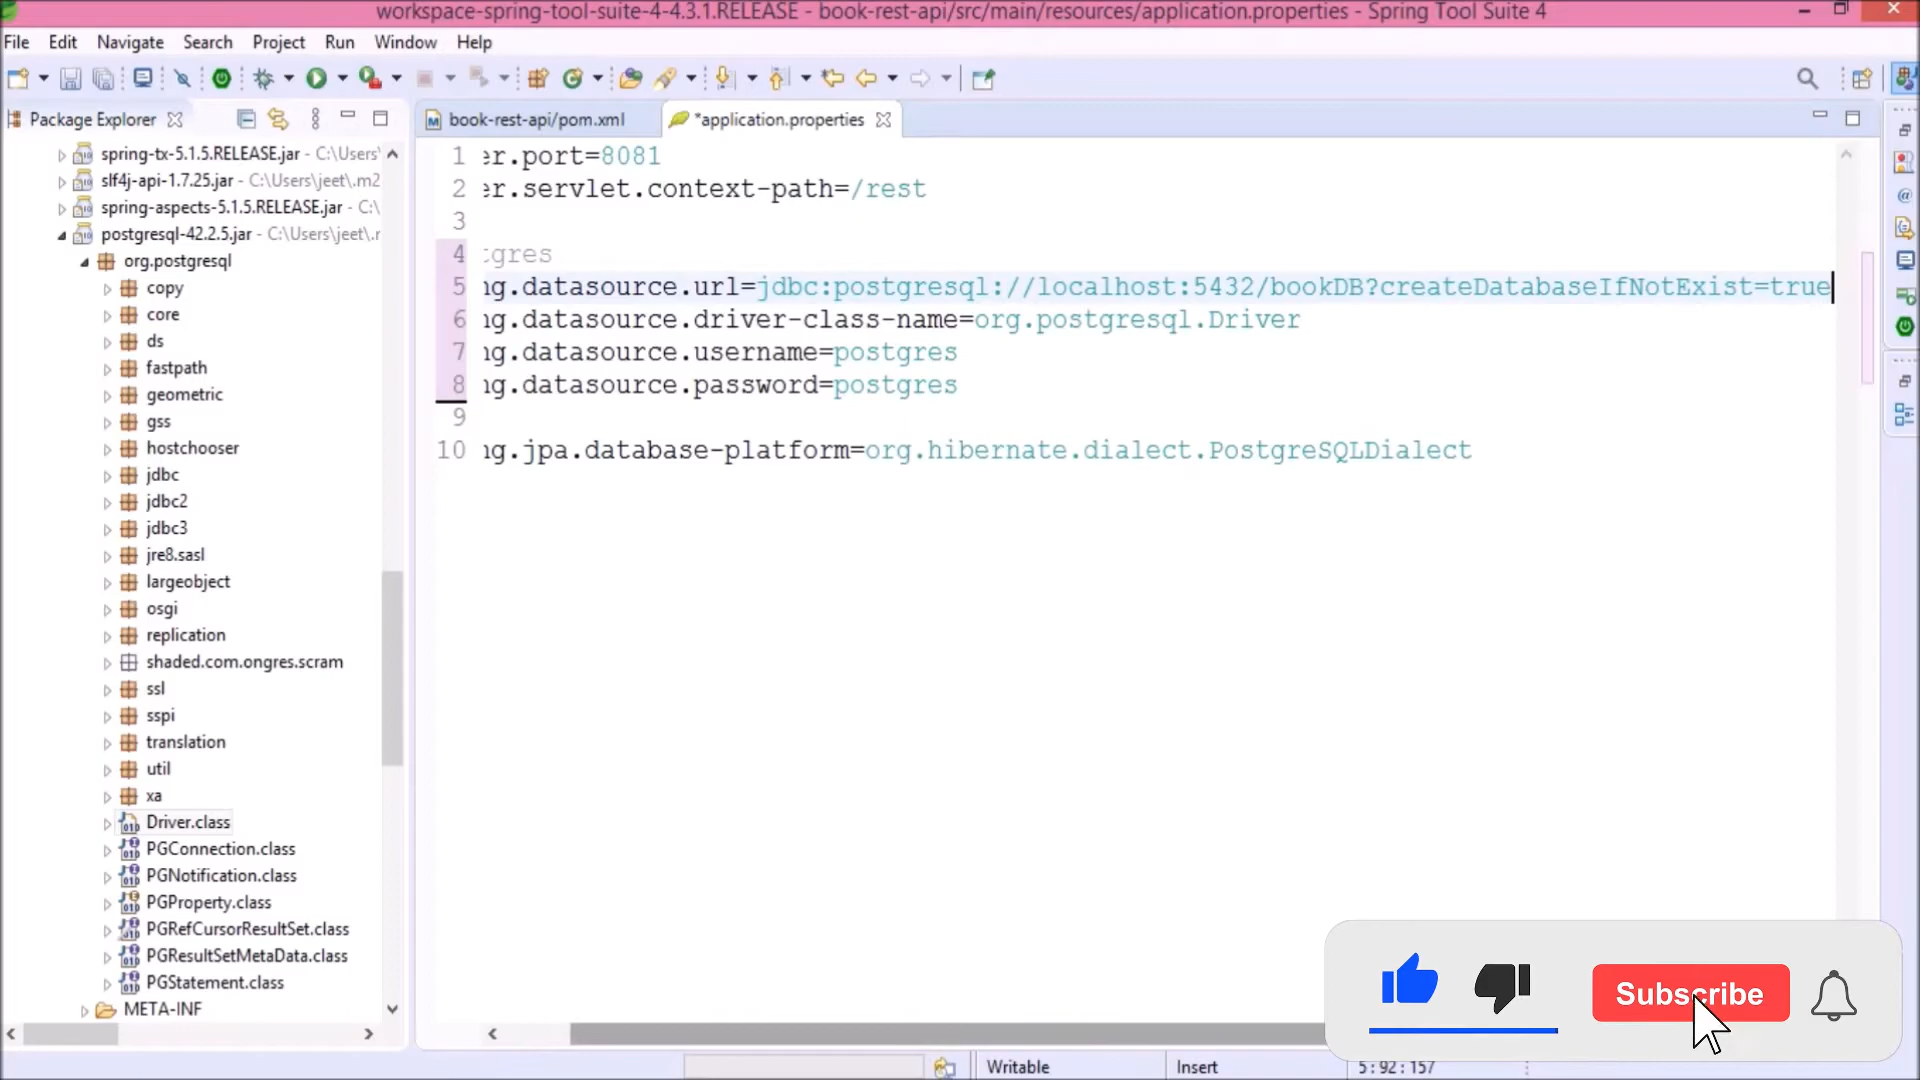 workspace-spring-tool-suite-4-4.3.1.RELEASE - book-rest-api/src/main/resources/application.properties - Spring Tool Suite 4
File Edit Navigate Search Project Run Window Help
Package Explorer
book-rest-api/pom.xml
*application.properties
spring-tx-5.1.5.RELEASE.jar - C:\Users\
slf4j-api-1.7.25.jar - C:\Users\jeet\.m2
spring-aspects-5.1.5.RELEASE.jar - C:\
postgresql-42.2.5.jar - C:\Users\jeet\.r
org.postgresql
copy
core
ds
fastpath
geometric
gss
hostchooser
jdbc
jdbc2
jdbc3
jre8.sasl
largeobject
osgi
replication
shaded.com.ongres.scram
ssl
sspi
translation
util
xa
Driver.class
PGConnection.class
PGNotification.class
PGProperty.class
PGRefCursorResultSet.class
PGResultSetMetaData.class
PGStatement.class
META-INF
1 er.port=8081
2 er.servlet.context-path=/rest
3
4 tgres
5 ng.datasource.url=jdbc:postgresql://localhost:5432/bookDB?createDatabaseIfNotExist=true
6 ng.datasource.driver-class-name=org.postgresql.Driver
7 ng.datasource.username=postgres
8 ng.datasource.password=postgres
9
10 ng.jpa.database-platform=org.hibernate.dialect.PostgreSQLDialect
Subscribe
Writable Insert 5 : 92 : 157